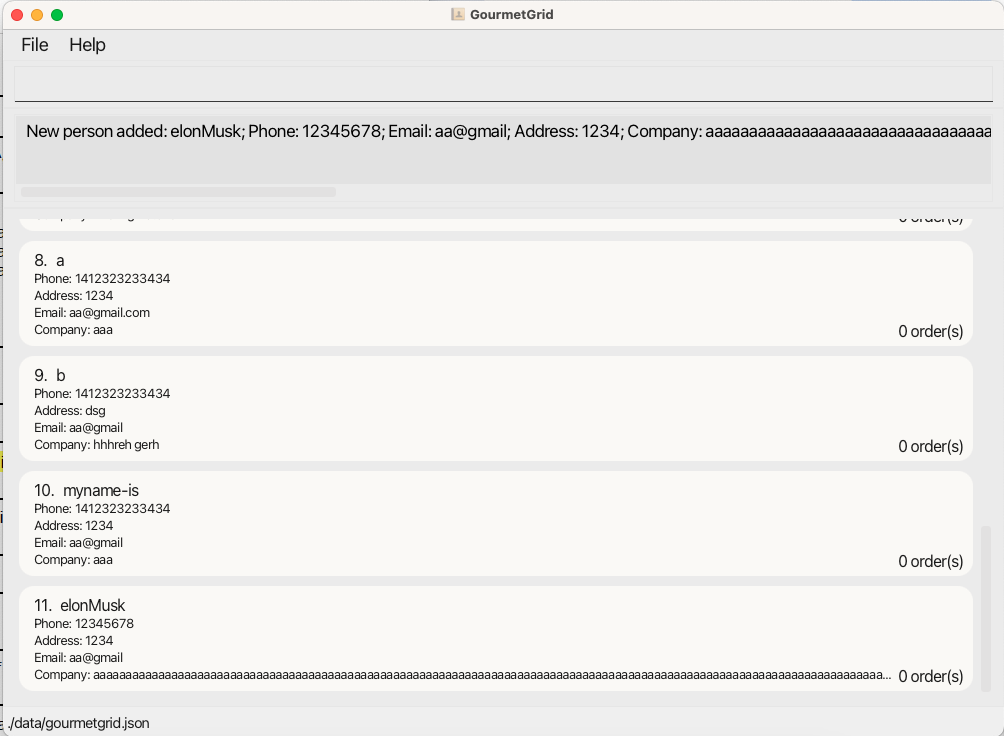 GourmetGrid
File Help
New person added: elonMusk; Phone: 12345678; Email: aa@gmail; Address: 1234; Company: aaaaaaaaaaaaaaaaaaaaaaaaaaaaaaaaa
0 order(s)
8. a
Phone: 1412323233434
Address: 1234
Email: aa@gmail.com
Company: aaa
0 order(s)
9. b
Phone: 1412323233434
Address: dsg
Email: aa@gmail
Company: hhhreh gerh
0 order(s)
10. myname-is
Phone: 1412323233434
Address: 1234
Email: aa@gmail
Company: aaa
0 order(s)
11. elonMusk
Phone: 12345678
Address: 1234
Email: aa@gmail
Company: aaaaaaaaaaaaaaaaaaaaaaaaaaaaaaaaaaaaaaaaaaaaaaaaaaaaaaaaaaaaaaaaaaaaaaaaaaaaaaaaaaaaaaaaaaaaaaaaaaaaaaaaaaaaaaaaaaaaaaaaaaa...
0 order(s)
./data/gourmetgrid.json